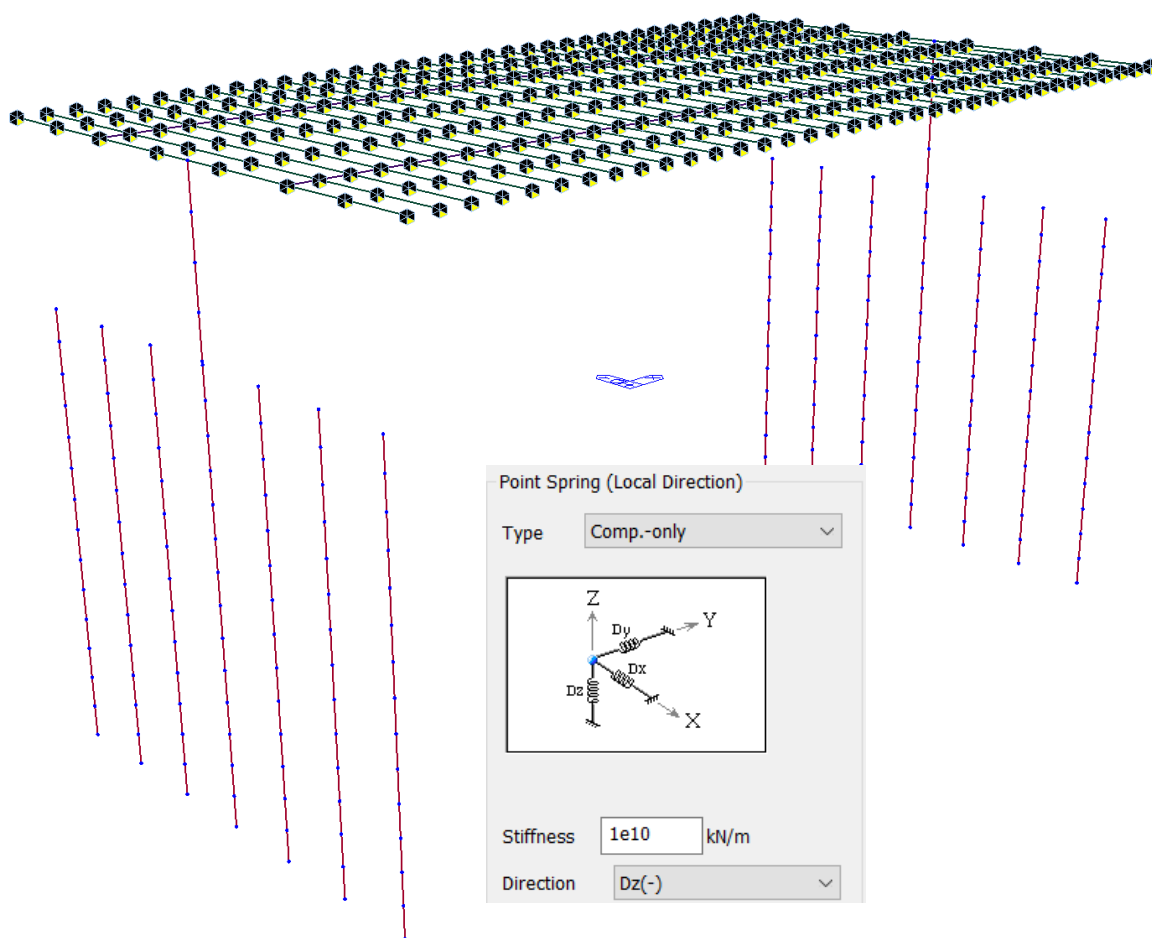 Point Spring (Local Direction)
Type Comp.-only
Z
Dy Y
Dx
Dz
X
Stiffness 1e10 kN/m
Direction Dz(-)